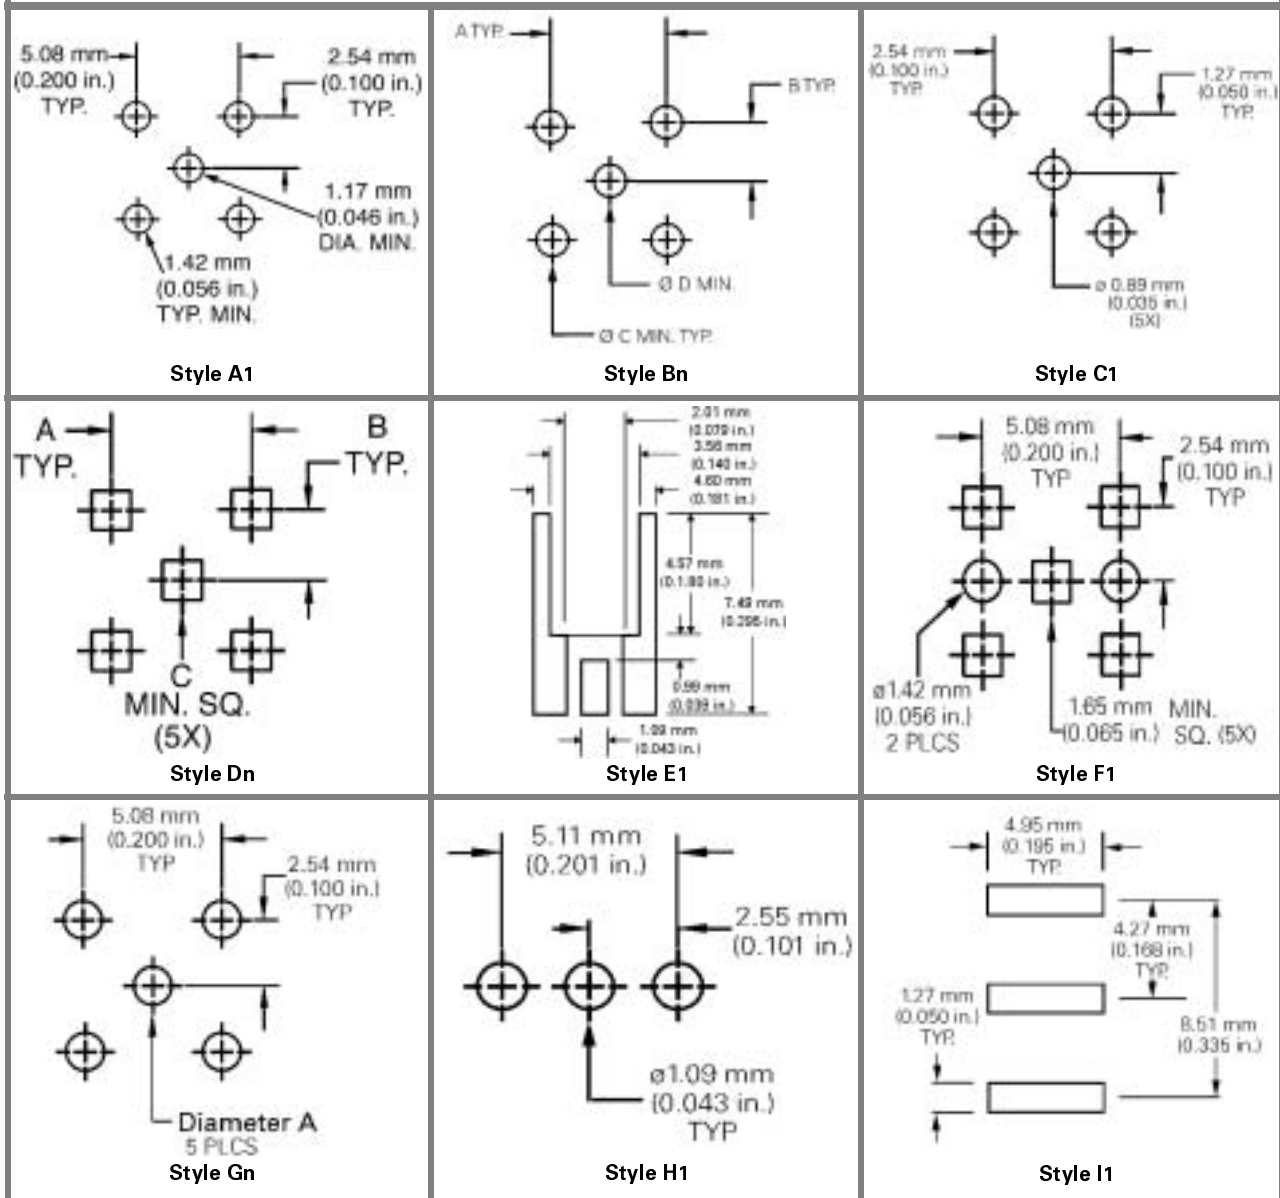 5.08 mm
(0.200 in.)
TYP.
2.54 mm
(0.100 in.)
TYP.
1.17 mm
(0.046 in.)
DIA. MIN.
1.42 mm
(0.056 in.)
TYP. MIN.
Style A1
A TYP.
B TYP.
Ø D MIN.
Ø C MIN. TYP.
Style Bn
2.54 mm
(0.100 in.)
TYP.
1.27 mm
(0.050 in.)
TYP.
ø 0.89 mm
(0.035 in.)
(5X)
Style C1
A
TYP.
B
TYP.
C
MIN. SQ.
(5X)
Style Dn
2.01 mm
(0.079 in.)
3.56 mm
(0.140 in.)
4.60 mm
(0.181 in.)
4.57 mm
(0.1.80 in.)
7.49 mm
(0.295 in.)
0.99 mm
(0.039 in.)
1.09 mm
(0.043 in.)
Style E1
5.08 mm
(0.200 in.)
TYP
2.54 mm
(0.100 in.)
TYP
ø1.42 mm
(0.056 in.)
2 PLCS
1.65 mm MIN.
(0.065 in.) SQ. (5X)
Style F1
5.08 mm
(0.200 in.)
TYP
2.54 mm
(0.100 in.)
TYP
Diameter A
5 PLCS
Style Gn
5.11 mm
(0.201 in.)
2.55 mm
(0.101 in.)
ø1.09 mm
(0.043 in.)
TYP
Style H1
4.95 mm
(0.195 in.)
TYP.
4.27 mm
(0.168 in.)
TYP.
1.27 mm
(0.050 in.)
TYP.
8.51 mm
(0.335 in.)
Style I1